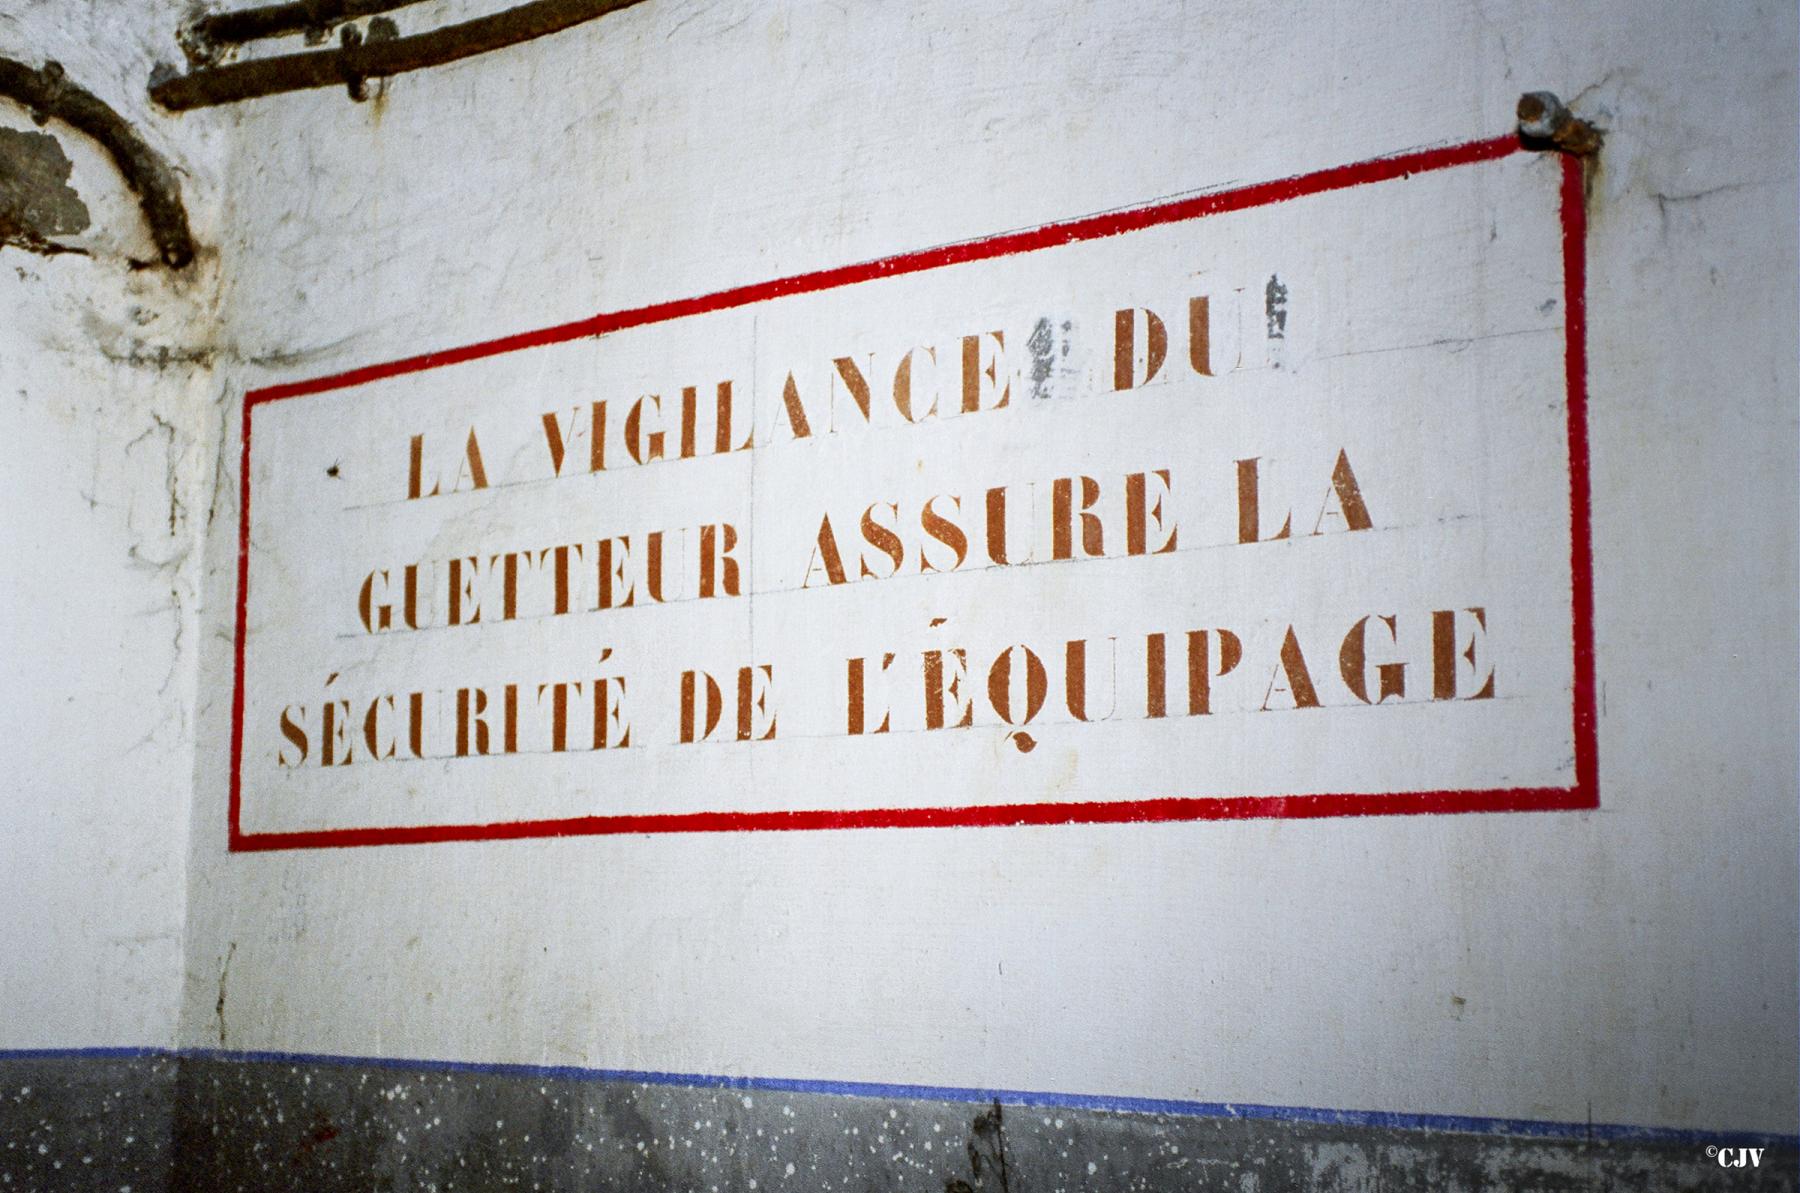 LA VIGILANCE DU
GUETTEUR ASSURE LA
SÉCURITÉ DE L'ÉQUIPAGE
©CJV